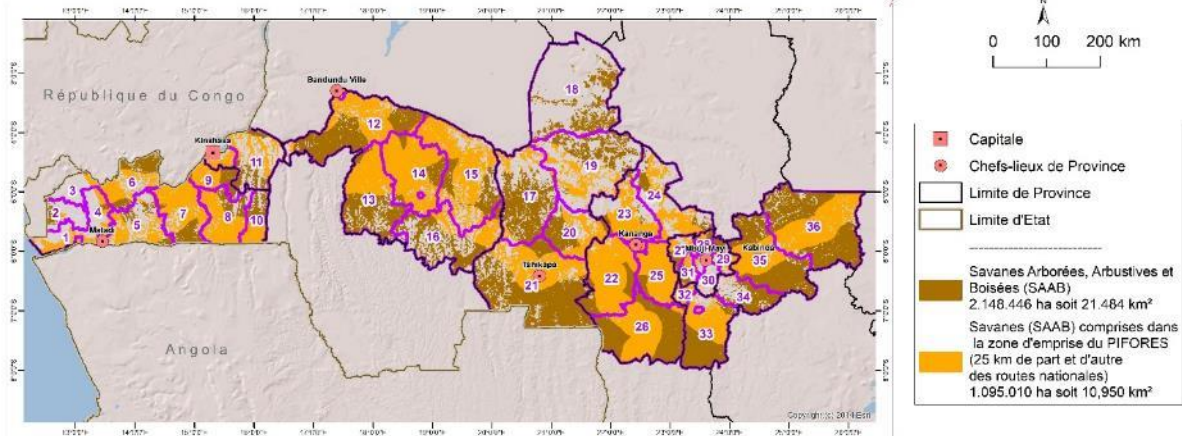 N
0 100 200 km
République du Congo
Angola
Bandundu Ville
Kinshasa
Matadi
Tshikapa
Kananga
Mbuji-Mayi
Kabinda
1
2
3
4
5
6
7
8
9
10
11
12
13
14
15
16
17
18
19
20
21
22
23
24
25
26
27
28
29
30
31
32
33
34
35
36
Copyright:(c) 2014 Esri
Capitale
Chefs-lieux de Province
Limite de Province
Limite d'Etat
Savanes Arborées, Arbustives et
Boisées (SAAB)
2.148.446 ha soit 21.484 km²
Savanes (SAAB) comprises dans
la zone d'emprise du PIFORES
(25 km de part et d'autre
des routes nationales)
1.095.010 ha soit 10,950 km²